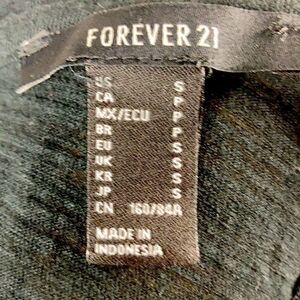 FOREVER 21
US S
CA P
MX/ECU P
BR P
EU S
UK S
KR S
JP S
CN 160/84A
MADE IN
INDONESIA